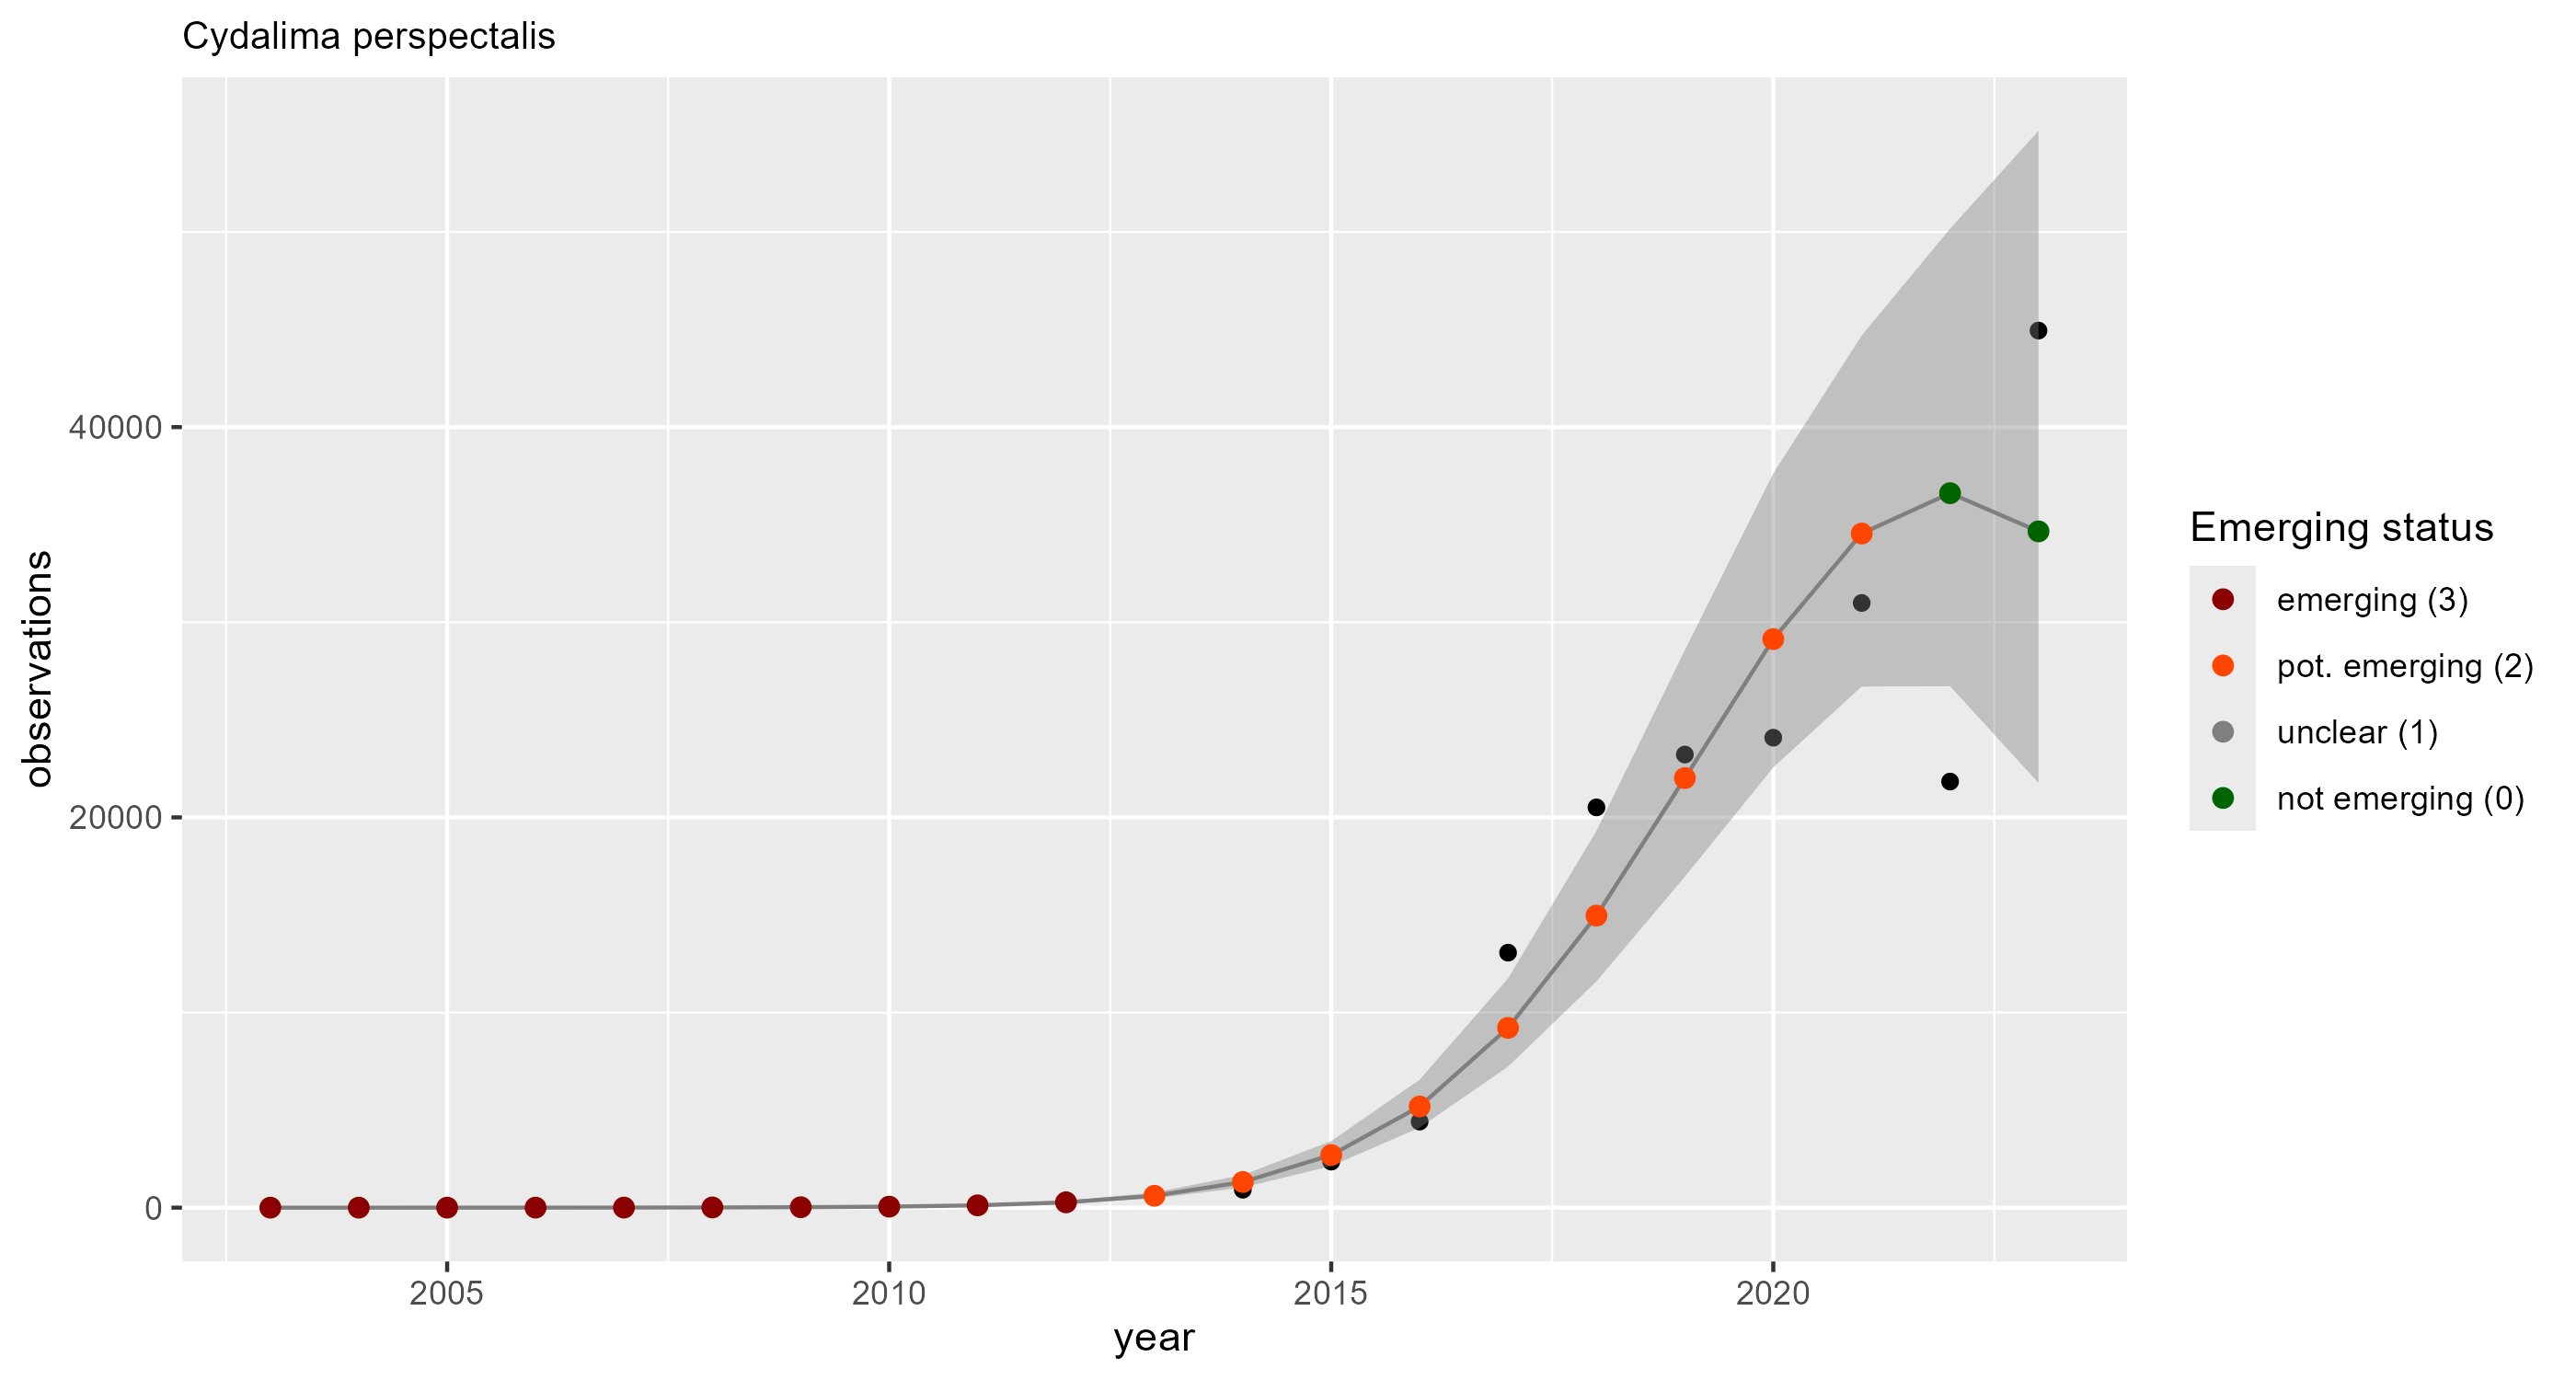 Cydalima perspectalis
observations
40000
20000
0
2005
2010
2015
2020
year
Emerging status
emerging (3)
pot. emerging (2)
unclear (1)
not emerging (0)